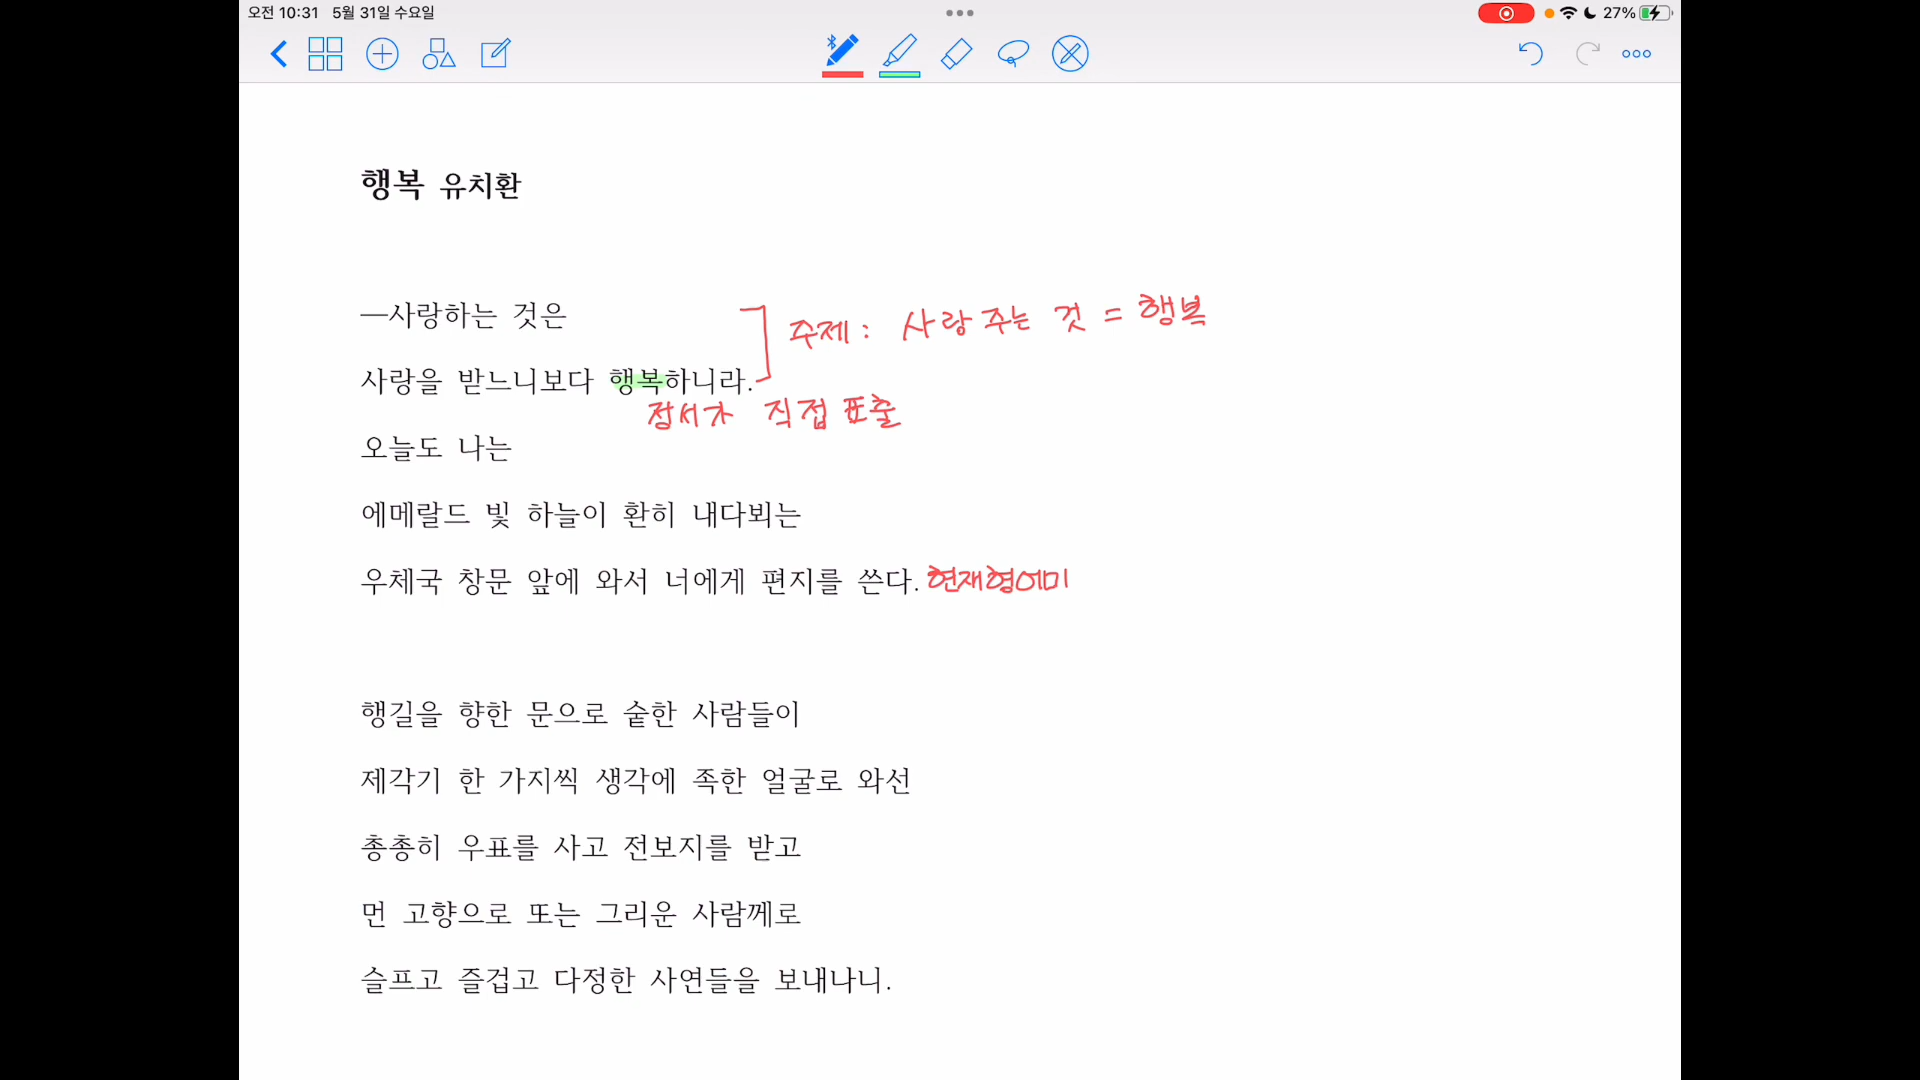 오전 10:31 5월 31일 수요일
27%
행복 유치환
—사랑하는 것은
주제: 사랑 주는 것 = 행복
사랑을 받느니보다 행복하니라.
정서가 직접 표출
오늘도 나는
에메랄드 빛 하늘이 환히 내다뵈는
우체국 창문 앞에 와서 너에게 편지를 쓴다. 현재형어미
행길을 향한 문으로 숱한 사람들이
제각기 한 가지씩 생각에 족한 얼굴로 와선
총총히 우표를 사고 전보지를 받고
먼 고향으로 또는 그리운 사람께로
슬프고 즐겁고 다정한 사연들을 보내나니.